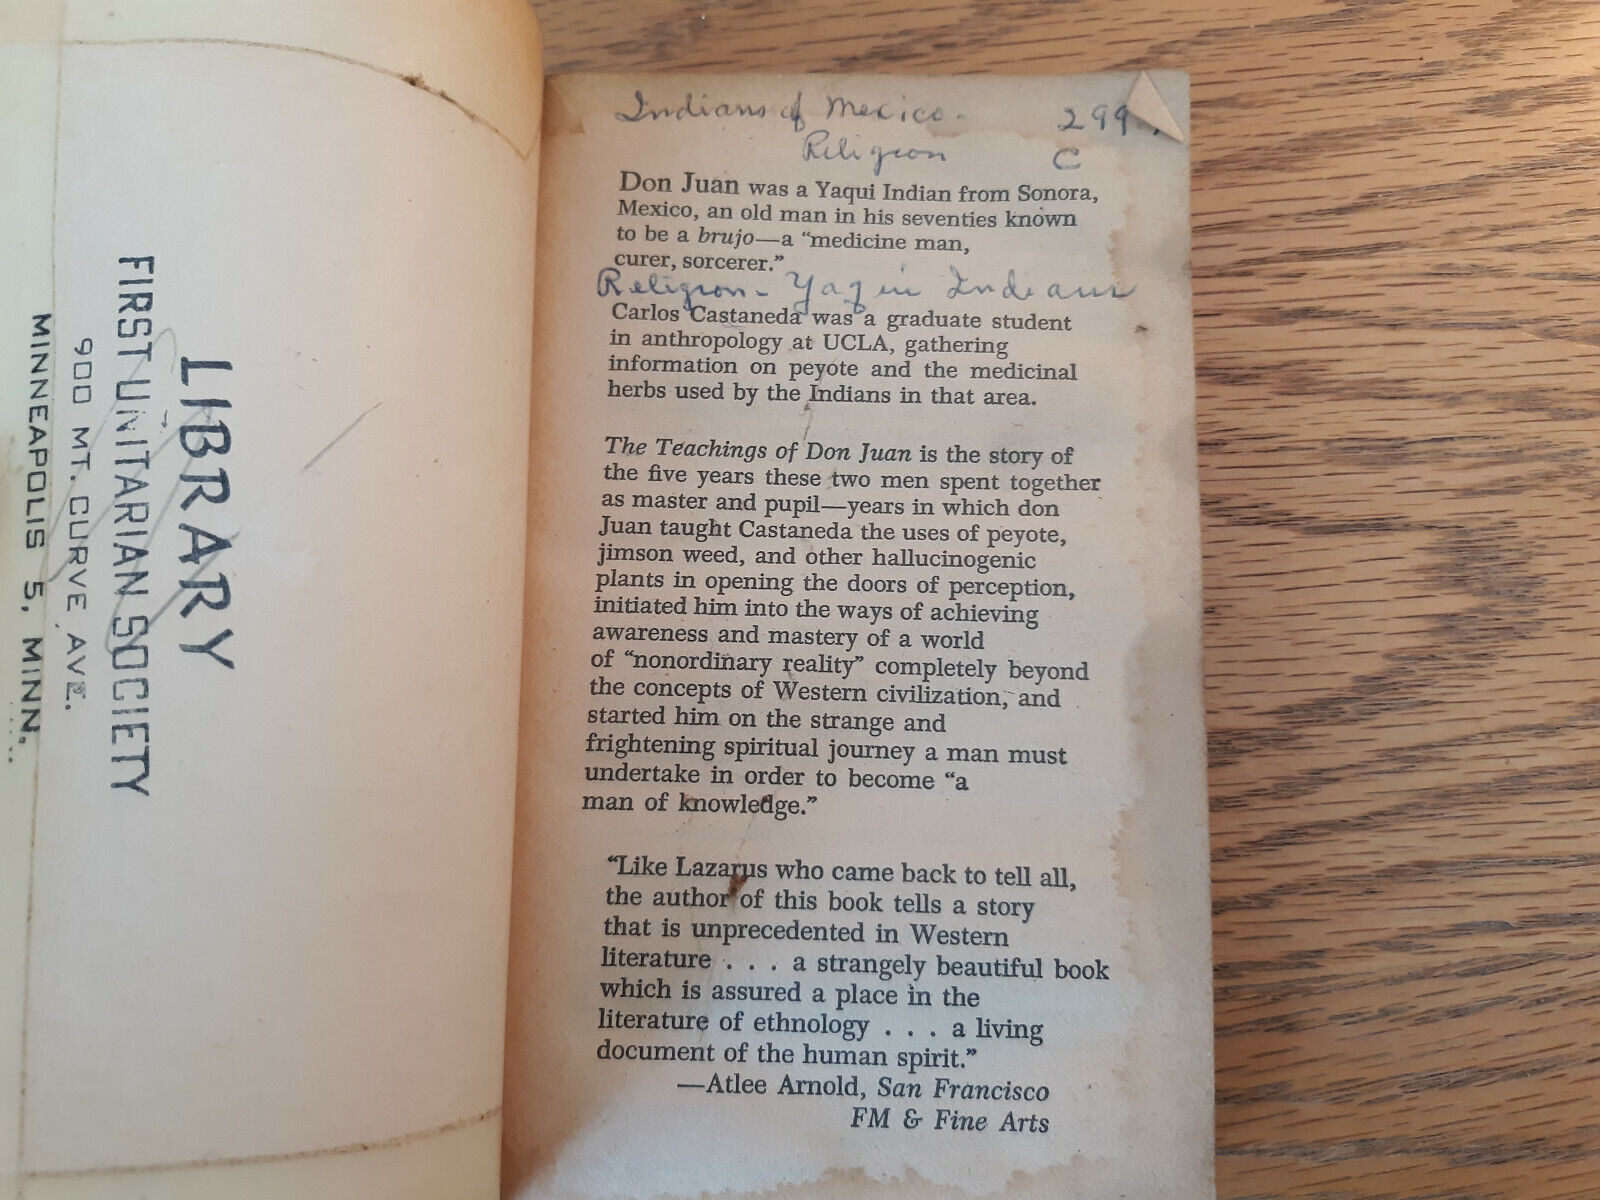 LIBRARY
FIRST UNITARIAN SOCIETY
900 MT. CURVE AVE.
MINNEAPOLIS 5, MINN.
Indians of Mexico -
Religion
299
C
Don Juan was a Yaqui Indian from Sonora,
Mexico, an old man in his seventies known
to be a brujo—a “medicine man,
curer, sorcerer.”
Religion - Yaqui Indians
Carlos Castaneda was a graduate student
in anthropology at UCLA, gathering
information on peyote and the medicinal
herbs used by the Indians in that area.
The Teachings of Don Juan is the story of
the five years these two men spent together
as master and pupil—years in which don
Juan taught Castaneda the uses of peyote,
jimson weed, and other hallucinogenic
plants in opening the doors of perception,
initiated him into the ways of achieving
awareness and mastery of a world
of “nonordinary reality” completely beyond
the concepts of Western civilization, and
started him on the strange and
frightening spiritual journey a man must
undertake in order to become “a
man of knowledge.”
“Like Lazarus who came back to tell all,
the author of this book tells a story
that is unprecedented in Western
literature . . . a strangely beautiful book
which is assured a place in the
literature of ethnology . . . a living
document of the human spirit.”
—Atlee Arnold, San Francisco
FM & Fine Arts